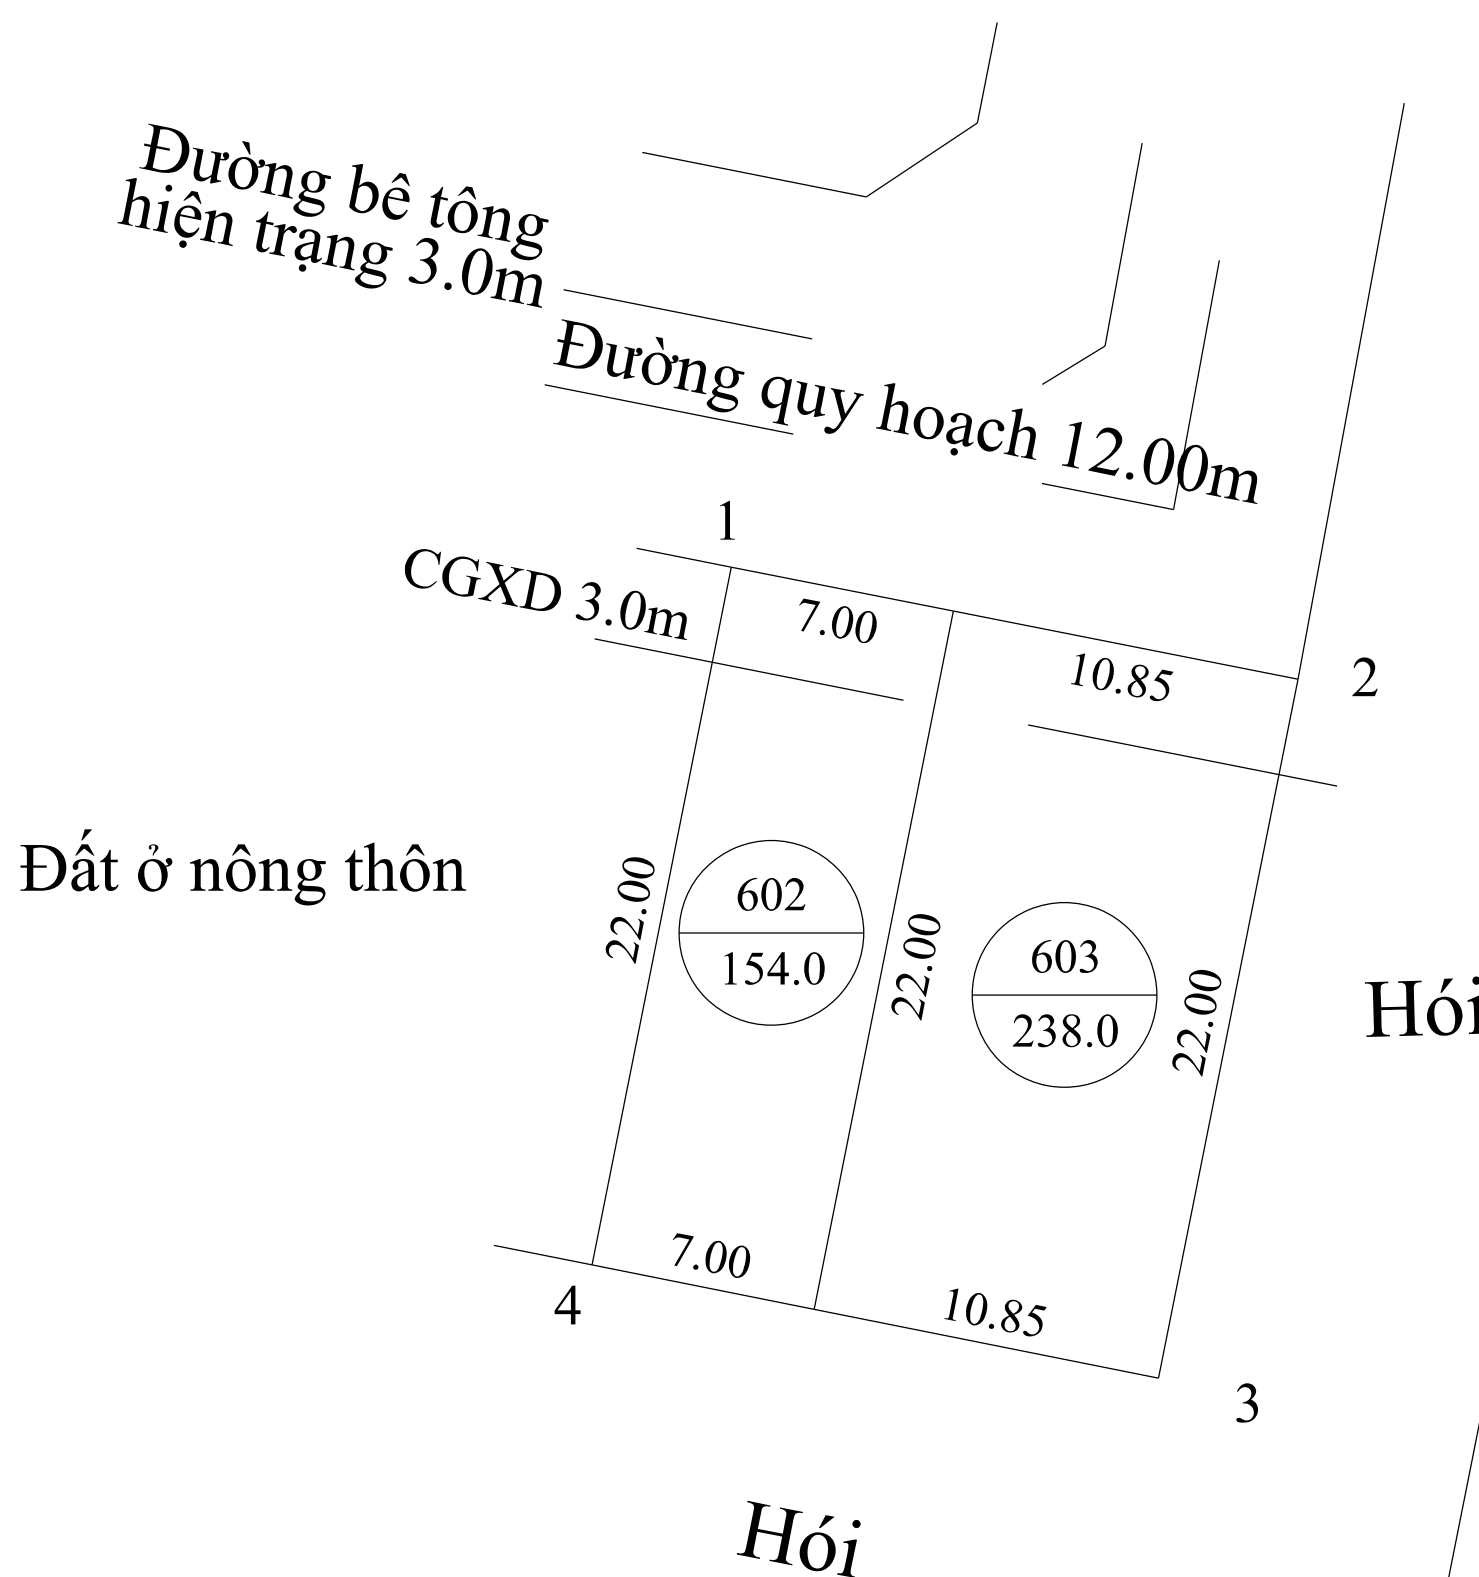 Đường bê tông
hiện trạng 3.0m
Đường quy hoạch 12.00m
1
CGXD 3.0m
7.00
10.85
2
Đất ở nông thôn
22.00
602
154.0
22.00
603
238.0
22.00
Hói
7.00
10.85
4
3
Hói